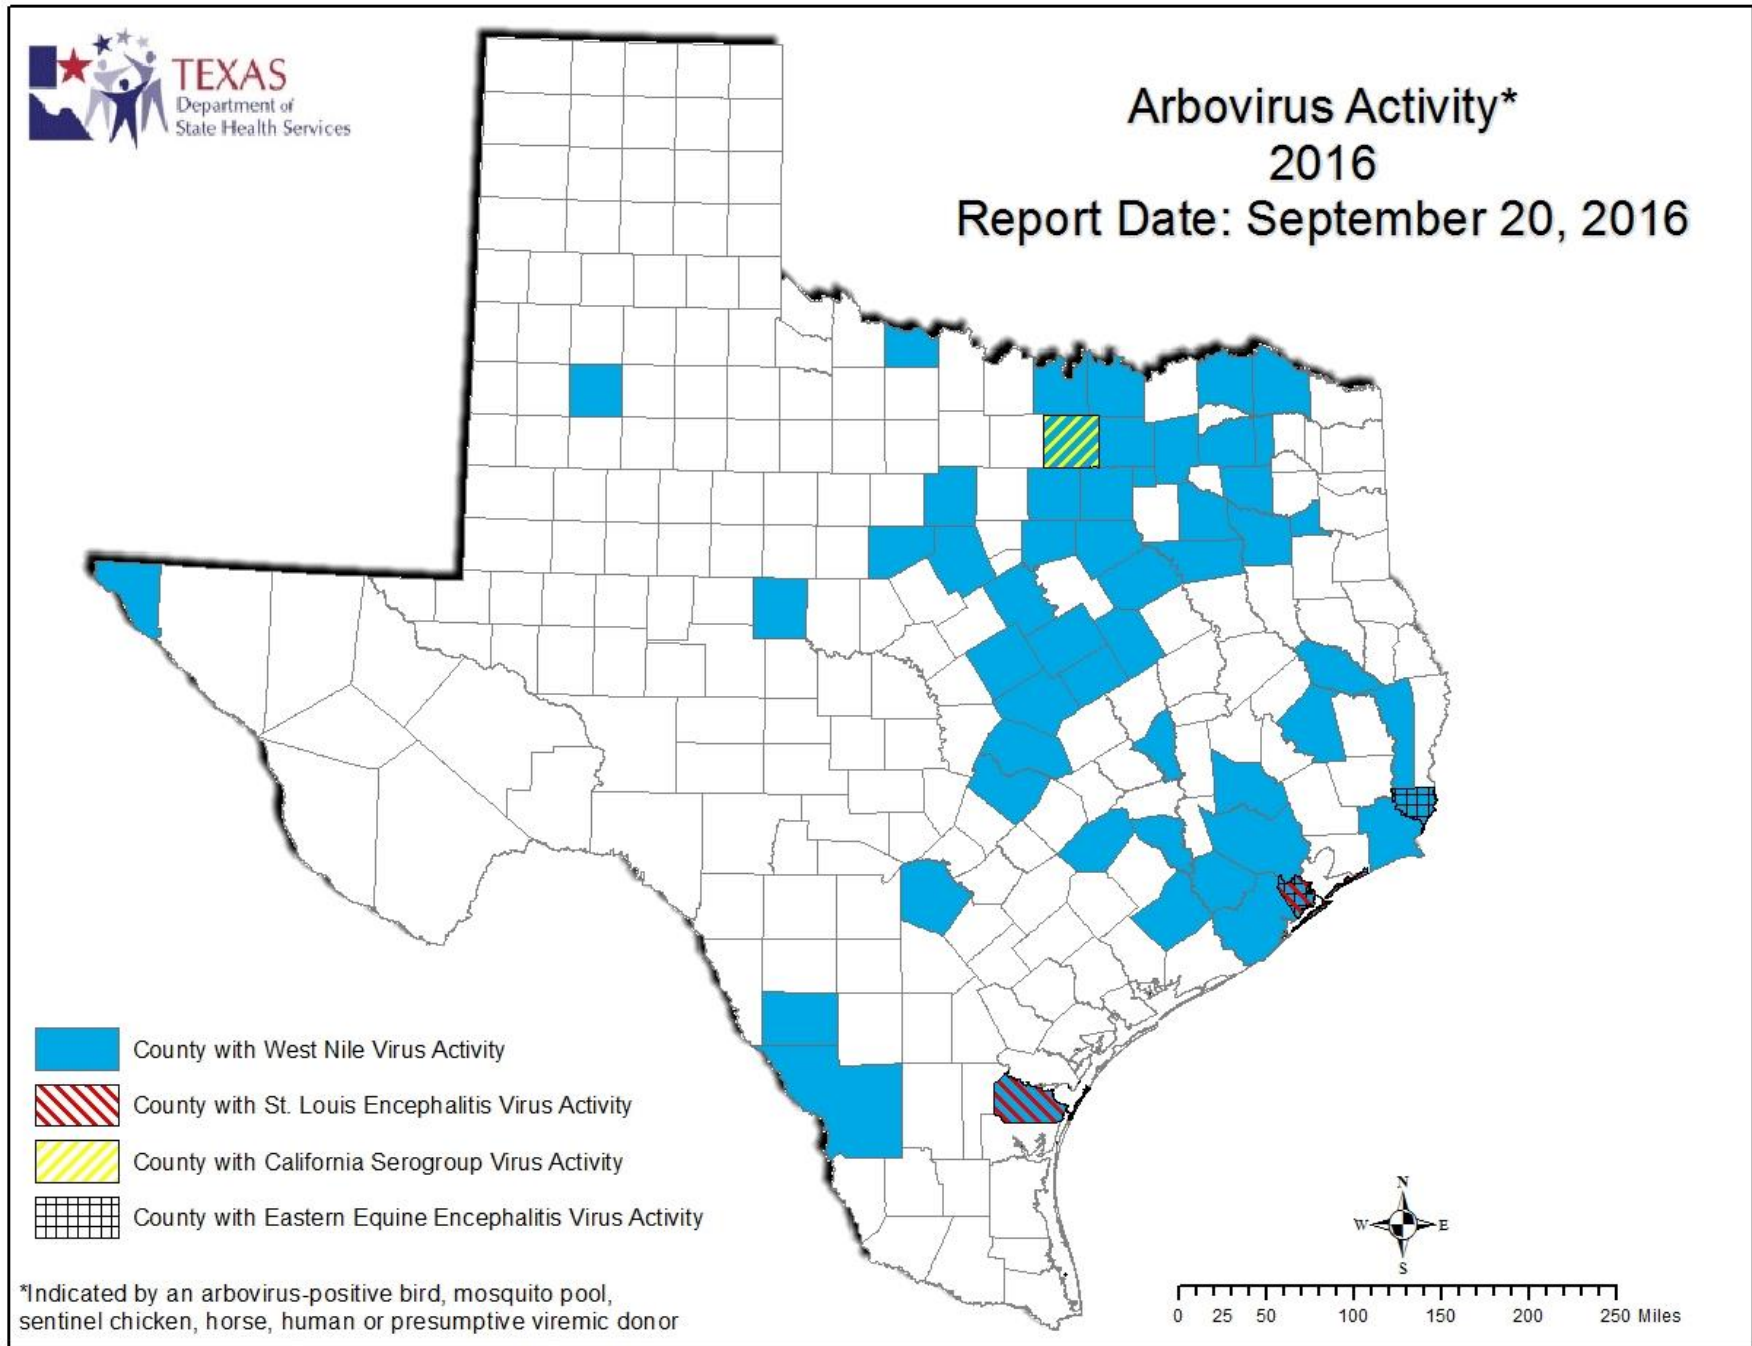 TEXAS
Department of
State Health Services
Arbovirus Activity*
2016
Report Date: September 20, 2016
County with West Nile Virus Activity
County with St. Louis Encephalitis Virus Activity
County with California Serogroup Virus Activity
County with Eastern Equine Encephalitis Virus Activity
*Indicated by an arbovirus-positive bird, mosquito pool,
sentinel chicken, horse, human or presumptive viremic donor
N
W E
S
0 25 50 100 150 200 250 Miles